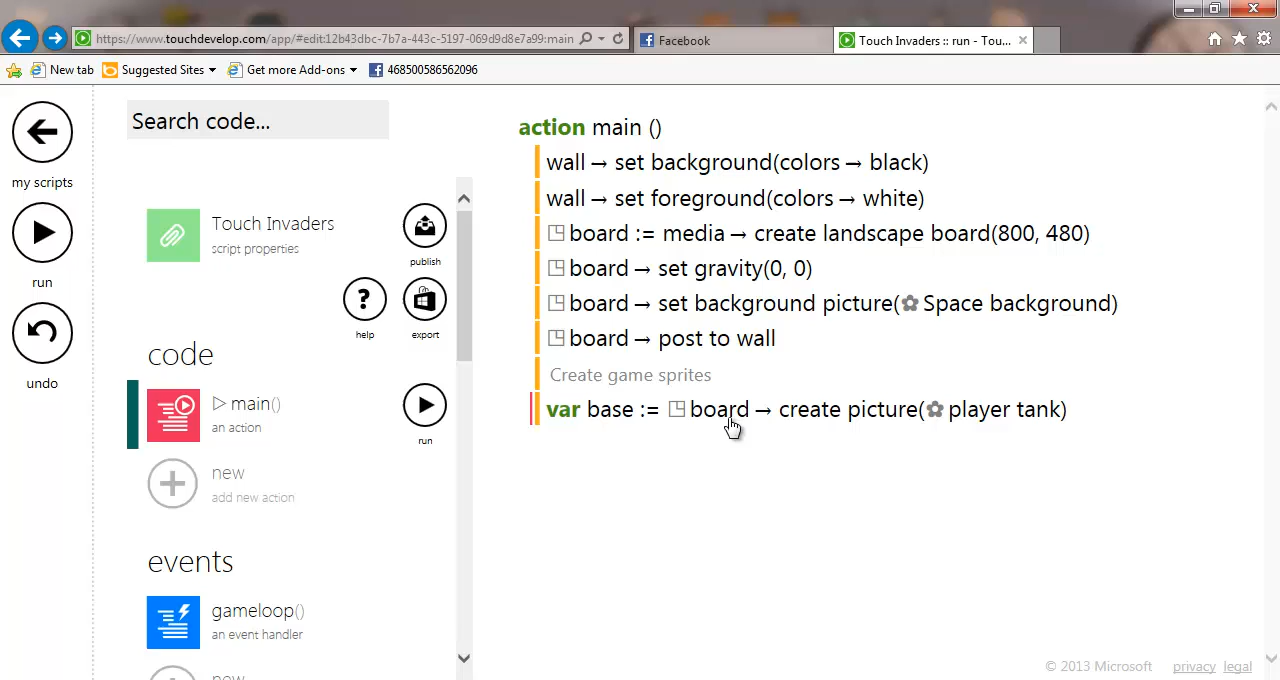 https://www.touchdevelop.com/app/#edit:12b43dbc-7b7a-443c-5197-069d9d8e7a99:main
Facebook
Touch Invaders :: run - Tou...
New tab
Suggested Sites
Get more Add-ons
468500586562096
my scripts
run
undo
Search code...
Touch Invaders
script properties
publish
help
export
code
▷ main()
an action
run
new
add new action
events
gameloop()
an event handler
new
action main ()
wall → set background(colors → black)
wall → set foreground(colors → white)
board := media → create landscape board(800, 480)
board → set gravity(0, 0)
board → set background picture(✿ Space background)
board → post to wall
Create game sprites
var base := board → create picture(✿ player tank)
© 2013 Microsoft privacy legal